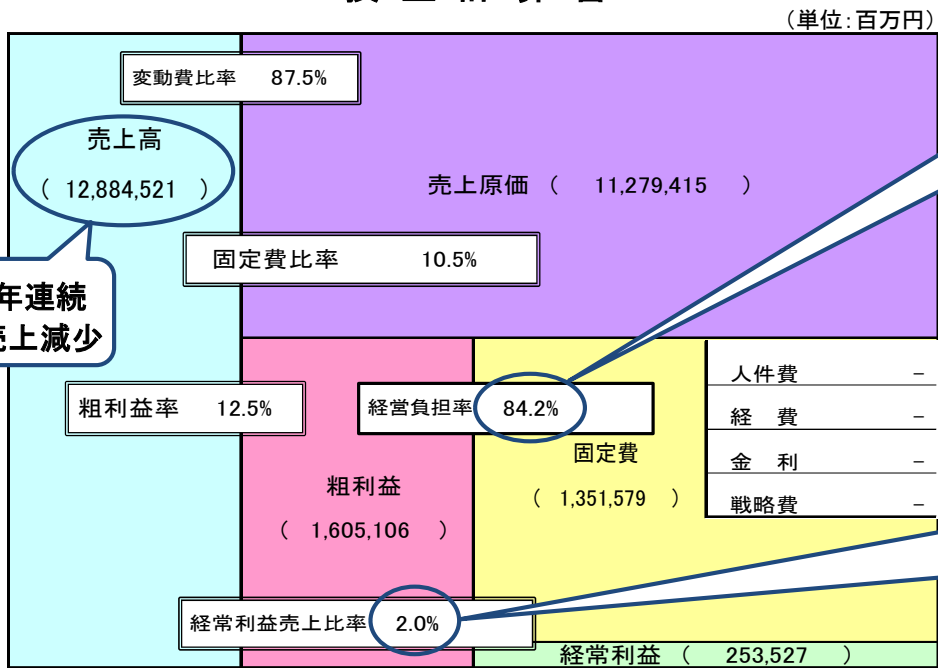 （単位：百万円）
変動費比率 87.5%
売上高
（ 12,884,521 ）
売上原価 （ 11,279,415 ）
固定費比率 10.5%
年連続
売上減少
粗利益率 12.5%
経営負担率 84.2%
人件費 －
経 費 －
金 利 －
戦略費 －
固定費
（ 1,351,579 ）
粗利益
（ 1,605,106 ）
経常利益売上比率 2.0%
経常利益 （ 253,527 ）